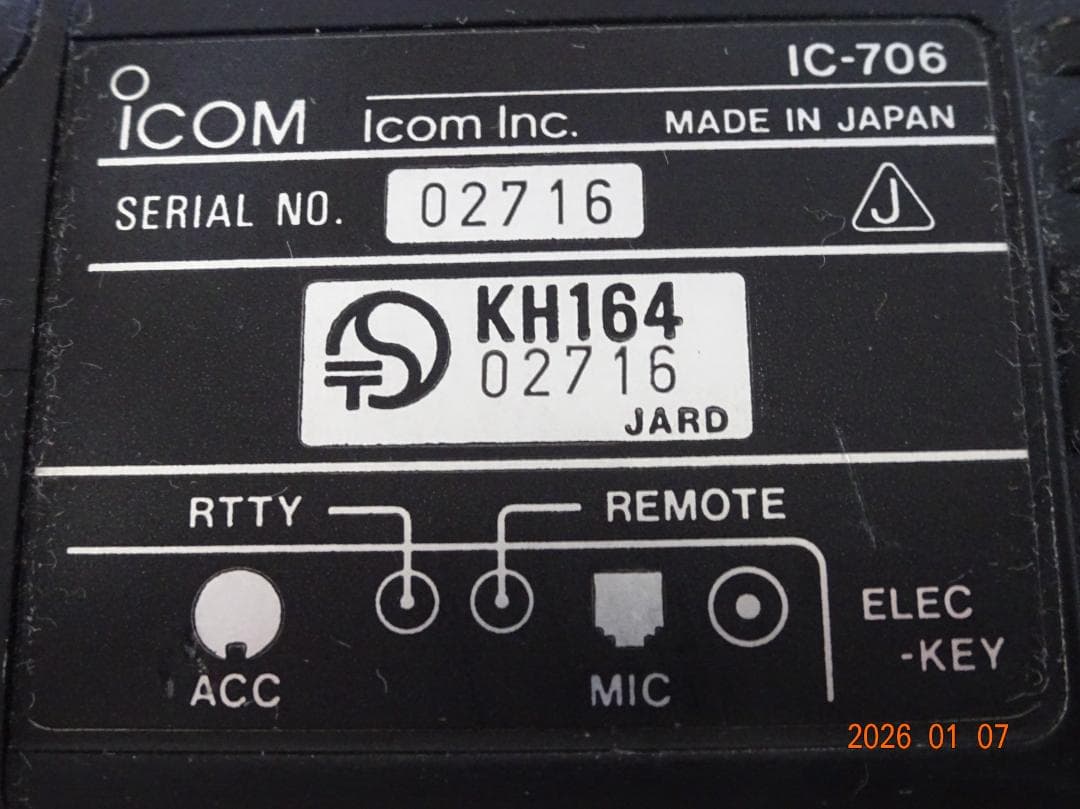 IC-706
ICOM Icom Inc. MADE IN JAPAN
SERIAL NO. 02716 J
KH164
02716
JARD
RTTY REMOTE
ELEC
-KEY
ACC MIC
2026 01 07